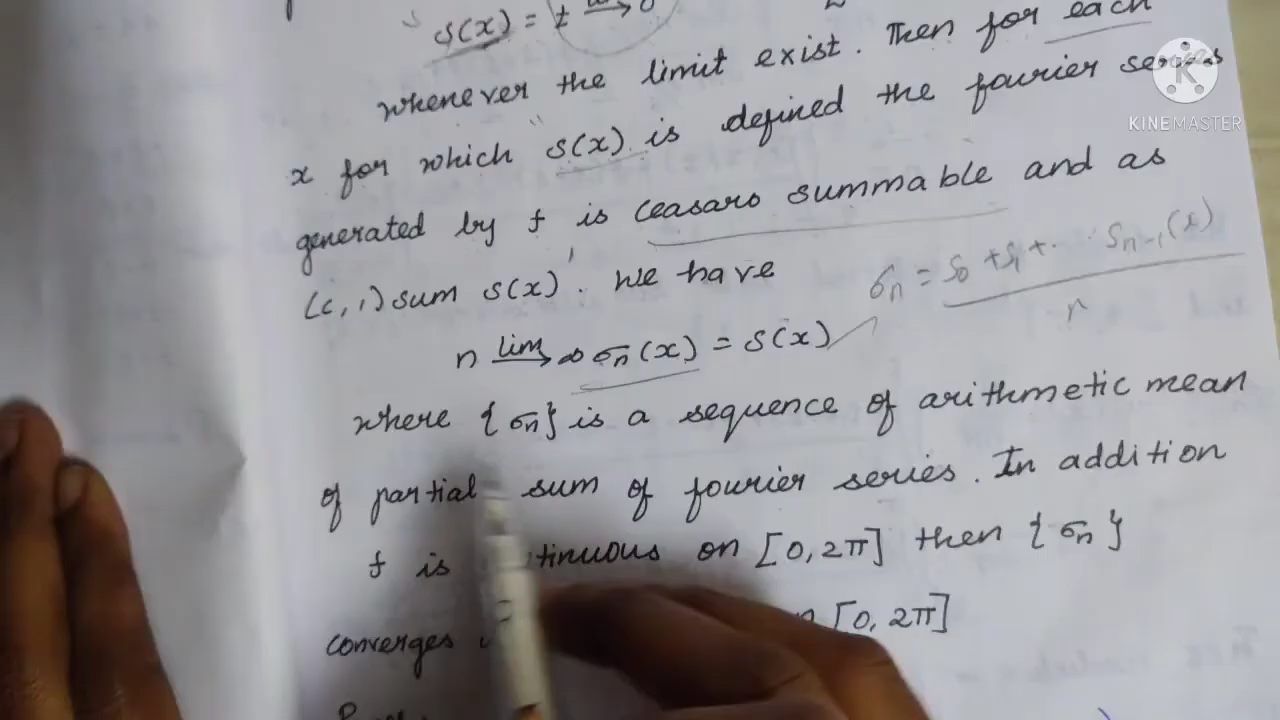 S(x) = t → 0
whenever the limit exist. Then for each
x for which S(x) is defined the fourier series
generated by f is Ceasaro summable and as
(c, 1) sum S(x). We have
σn = S0 + S1 + ... Sn-1(x) / n
n lim→∞ σn(x) = S(x)
where {σn} is a sequence of arithmetic mean
of partial sum of fourier series. In addition
f is tinuous on [0, 2π] then {σn}
converges [0, 2π]
KINEMASTER